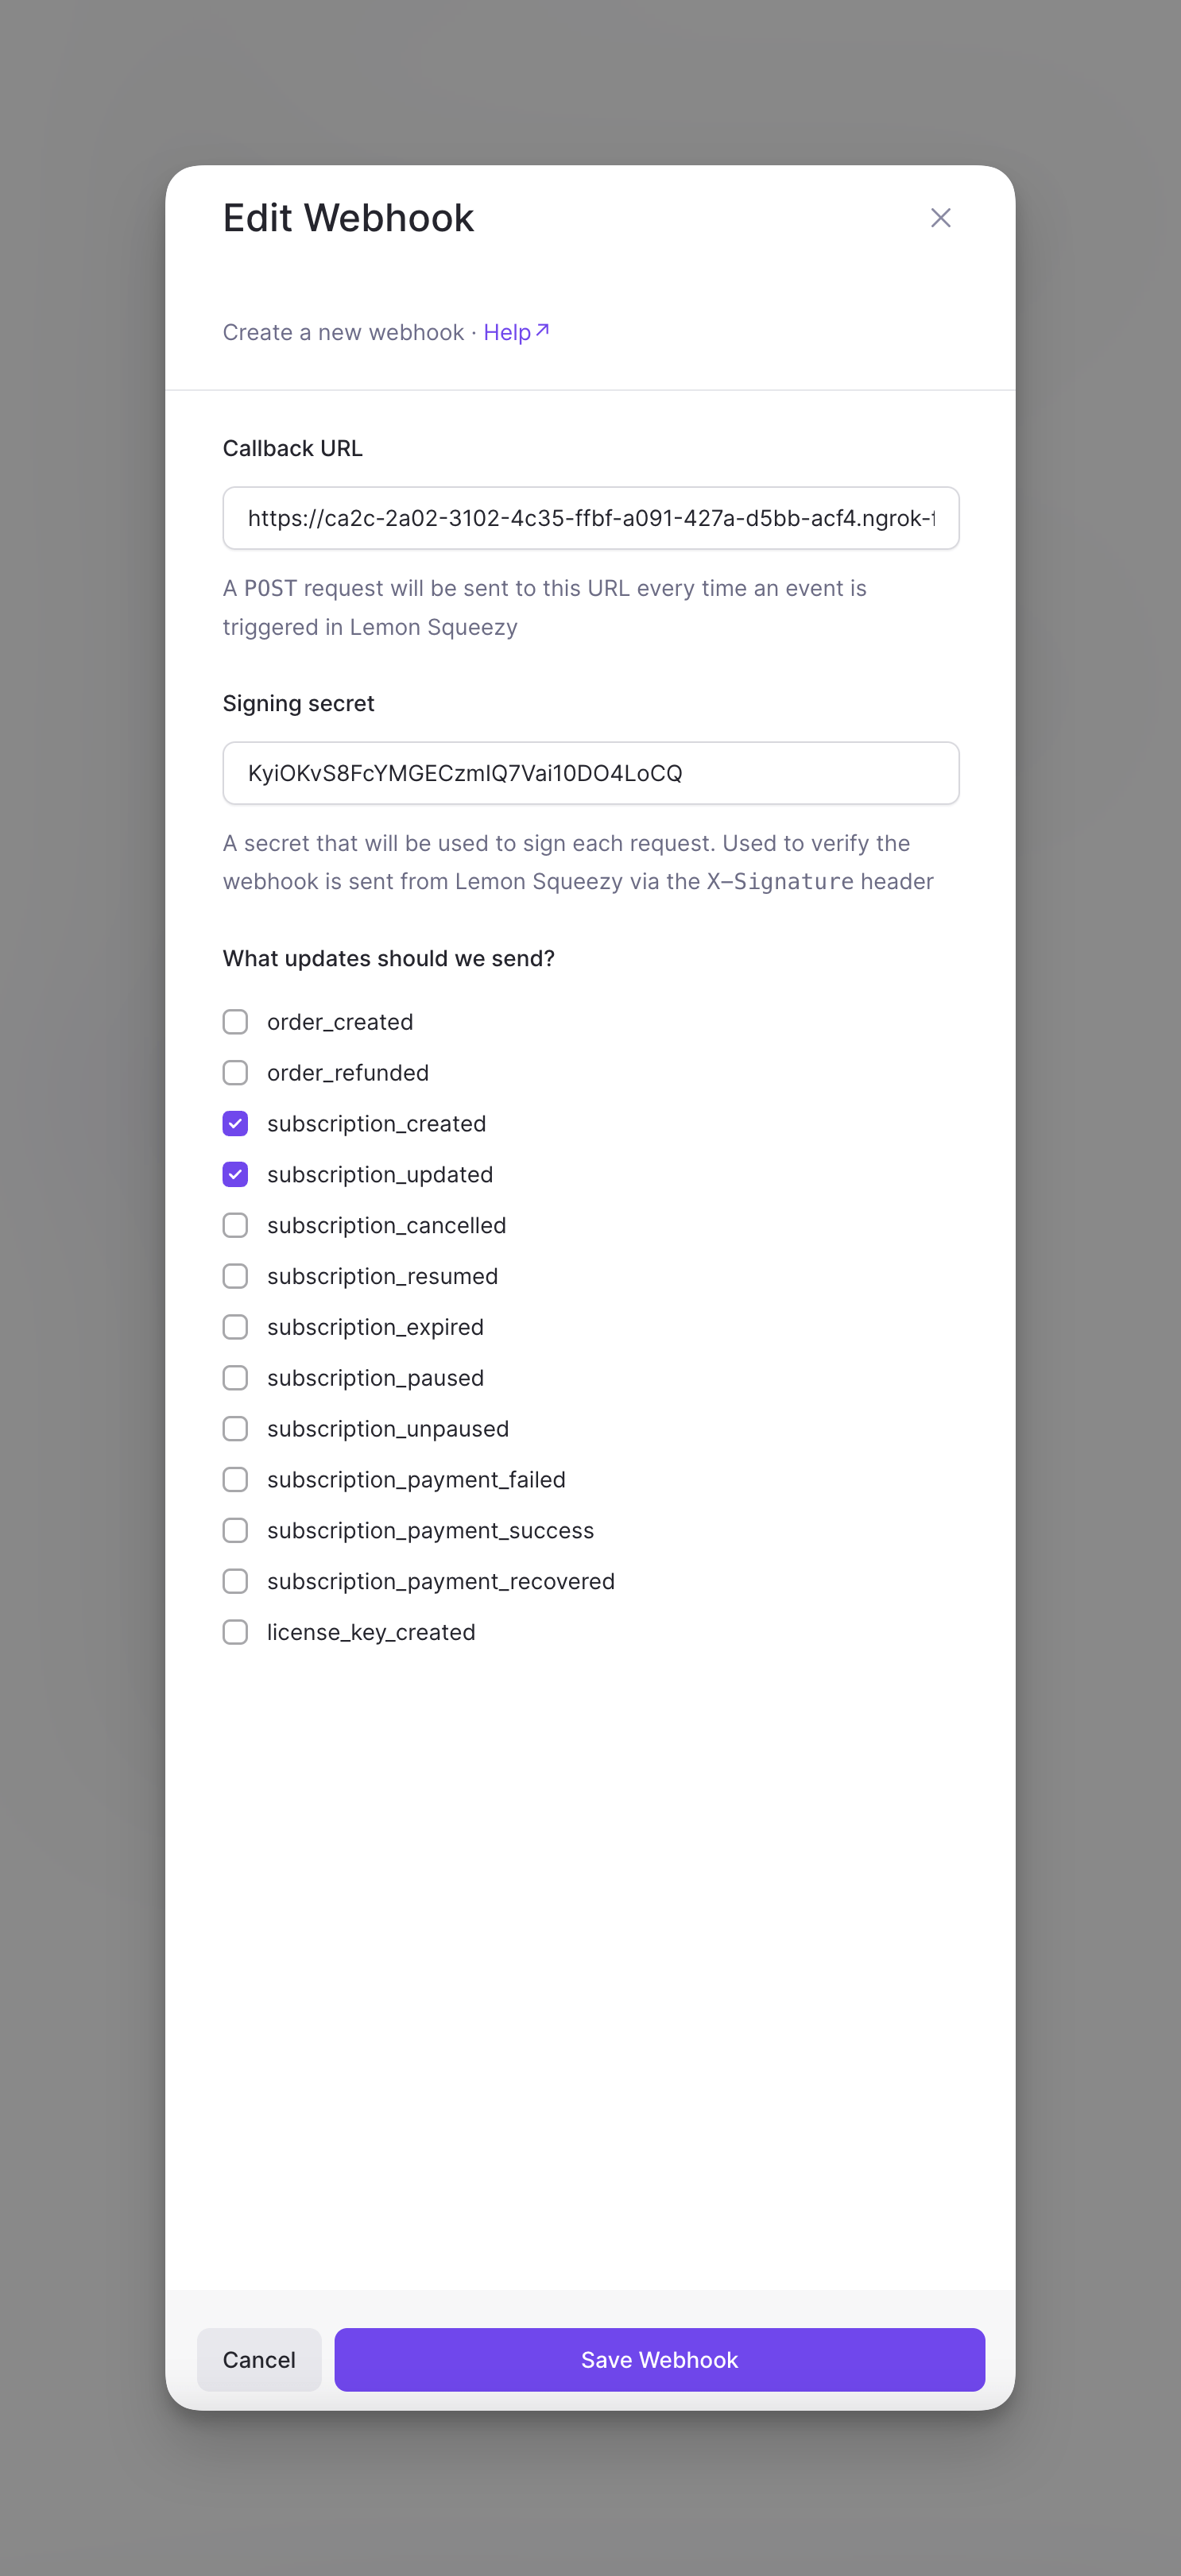 Edit Webhook
Create a new webhook · Help↗
Callback URL
https://ca2c-2a02-3102-4c35-ffbf-a091-427a-d5bb-acf4.ngrok-f
A POST request will be sent to this URL every time an event is
triggered in Lemon Squeezy
Signing secret
KyiOKvS8FcYMGECzmIQ7Vai10DO4LoCQ
A secret that will be used to sign each request. Used to verify the
webhook is sent from Lemon Squeezy via the X-Signature header
What updates should we send?
order_created
order_refunded
subscription_created
subscription_updated
subscription_cancelled
subscription_resumed
subscription_expired
subscription_paused
subscription_unpaused
subscription_payment_failed
subscription_payment_success
subscription_payment_recovered
license_key_created
Cancel
Save Webhook